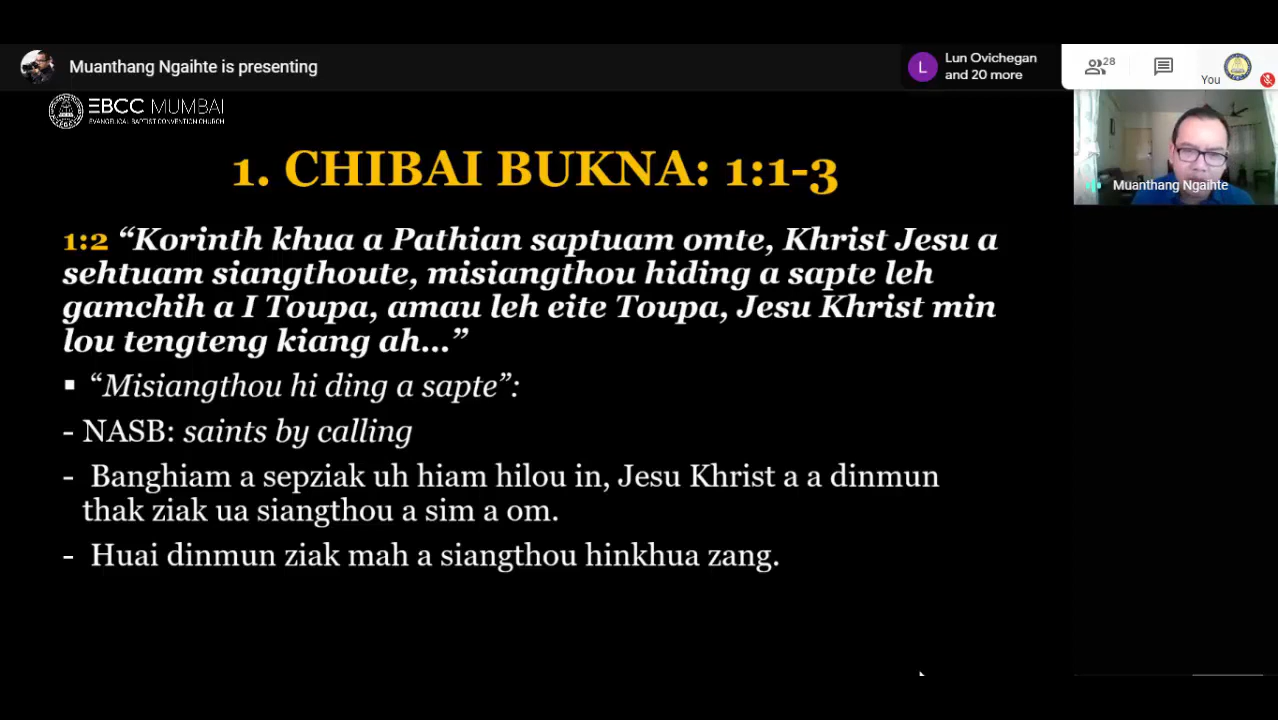 Muanthang Ngaihte is presenting
L
Lun Ovichegan
and 20 more
28
You
EBCC MUMBAI
EVANGELICAL BAPTIST CONVENTION CHURCH
Muanthang Ngaihte
1. CHIBAI BUKNA: 1:1-3
1:2 “Korinth khua a Pathian saptuam omte, Khrist Jesu a
sehtuam siangthoute, misiangthou hiding a sapte leh
gamchih a I Toupa, amau leh eite Toupa, Jesu Khrist min
lou tengteng kiang ah…”
▪ “Misiangthou hi ding a sapte”:
- NASB: saints by calling
- Banghiam a sepziak uh hiam hilou in, Jesu Khrist a a dinmun
thak ziak ua siangthou a sim a om.
- Huai dinmun ziak mah a siangthou hinkhua zang.